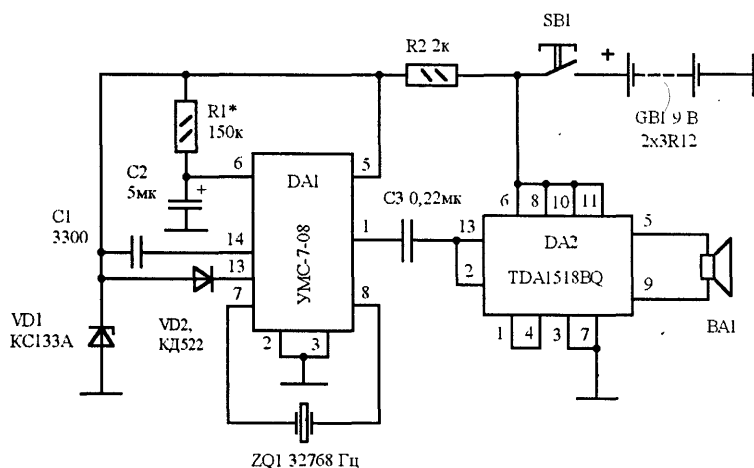 SB1
R2 2к
+
GB1 9 В
2x3R12
R1*
150к
6
DA1
5
C2
5мк
+
C1
3300
14
1
C3 0,22мк
13
7
УМС-7-08
8
2
3
VD1
КС133А
VD2,
КД522
ZQ1 32768 Гц
6
8
10
11
13
DA2
5
2
TDA1518BQ
9
1
4
3
7
BA1